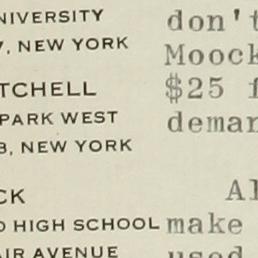 NIVERSITY
, NEW YORK
TCHELL
PARK WEST
, NEW YORK
CK
HIGH SCHOOL
AIR AVENUE
don't
Moock
$25
demar
Al
make
used